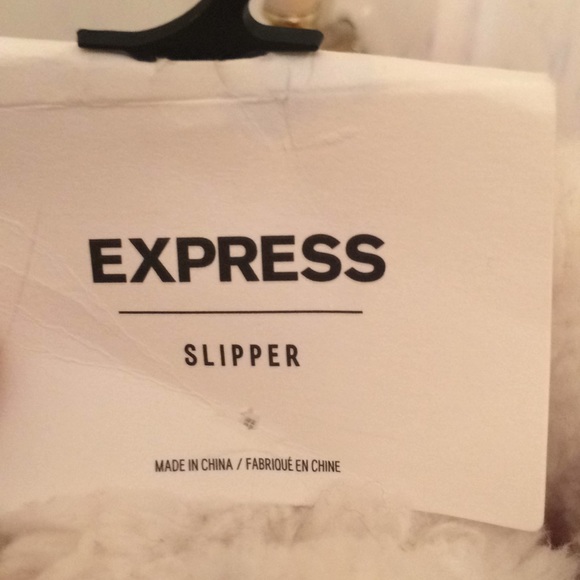 EXPRESS
SLIPPER
MADE IN CHINA / FABRIQUÉ EN CHINE